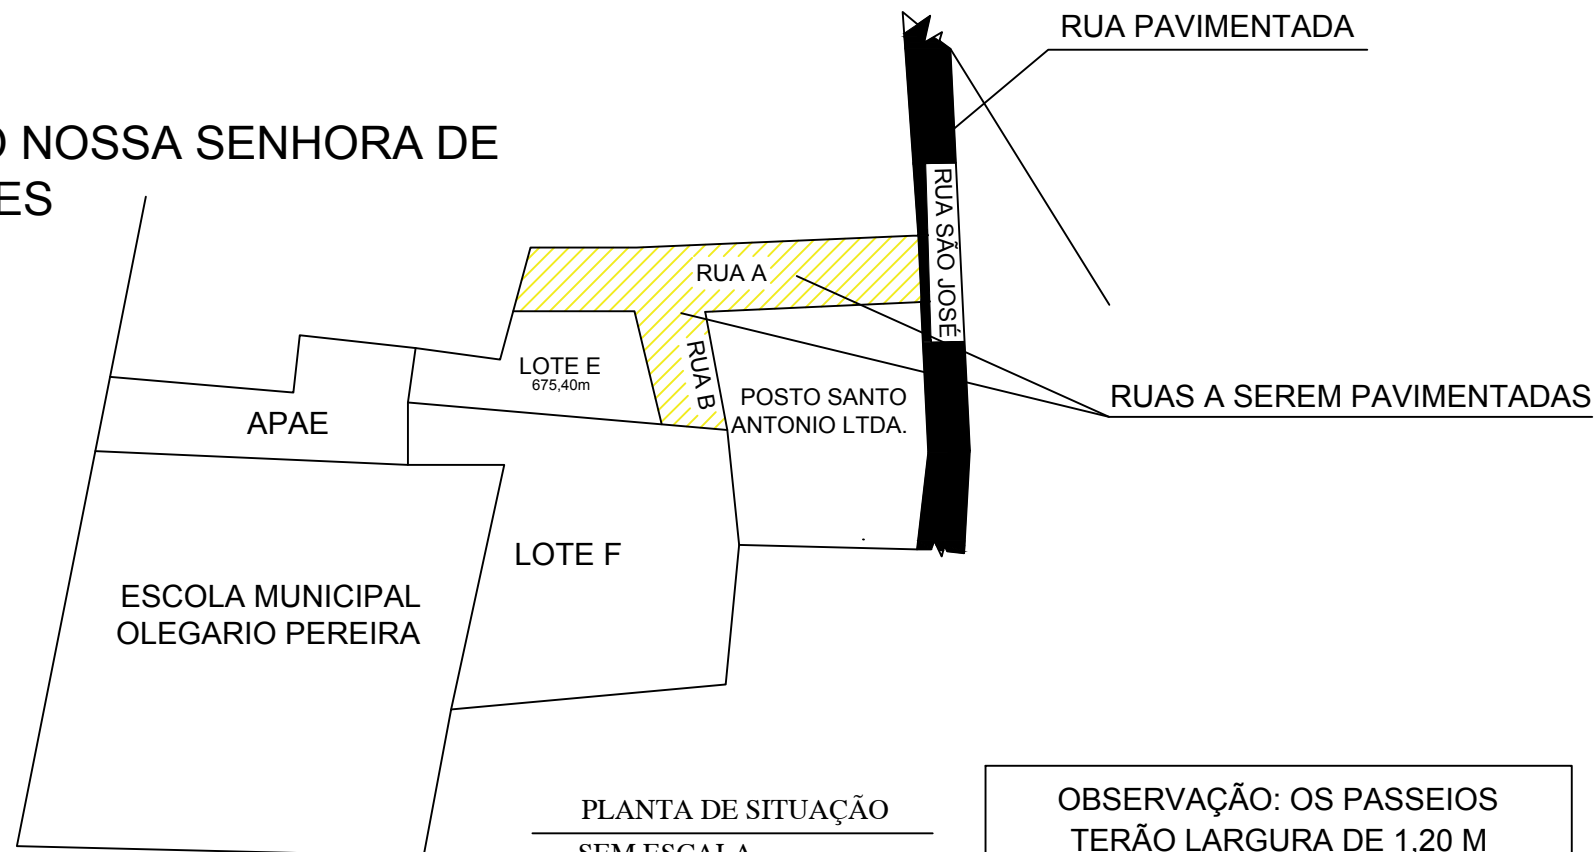 RUA PAVIMENTADA
NOSSA SENHORA DE
RUA SÃO JOSÉ
RUA A
RUA B
LOTE E
675,40m
POSTO SANTO
ANTONIO LTDA.
RUAS A SEREM PAVIMENTADAS
APAE
LOTE F
ESCOLA MUNICIPAL
OLEGARIO PEREIRA
PLANTA DE SITUAÇÃO
SEM ESCALA
OBSERVAÇÃO: OS PASSEIOS
TERÃO LARGURA DE 1,20 M